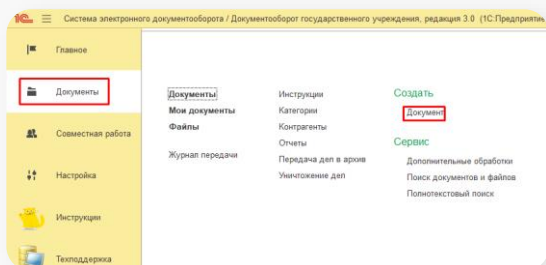 1С Система электронного документооборота / Документооборот государственного учреждения, редакция 3.0 (1С:Предприятие
Главное
Документы
Совместная работа
Настройка
Инструкции
Техподдержка
Документы
Мои документы
Файлы
Журнал передачи
Инструкции
Категории
Контрагенты
Отчеты
Передача дел в архив
Уничтожение дел
Создать
Документ
Сервис
Дополнительные обработки
Поиск документов и файлов
Полнотекстовый поиск